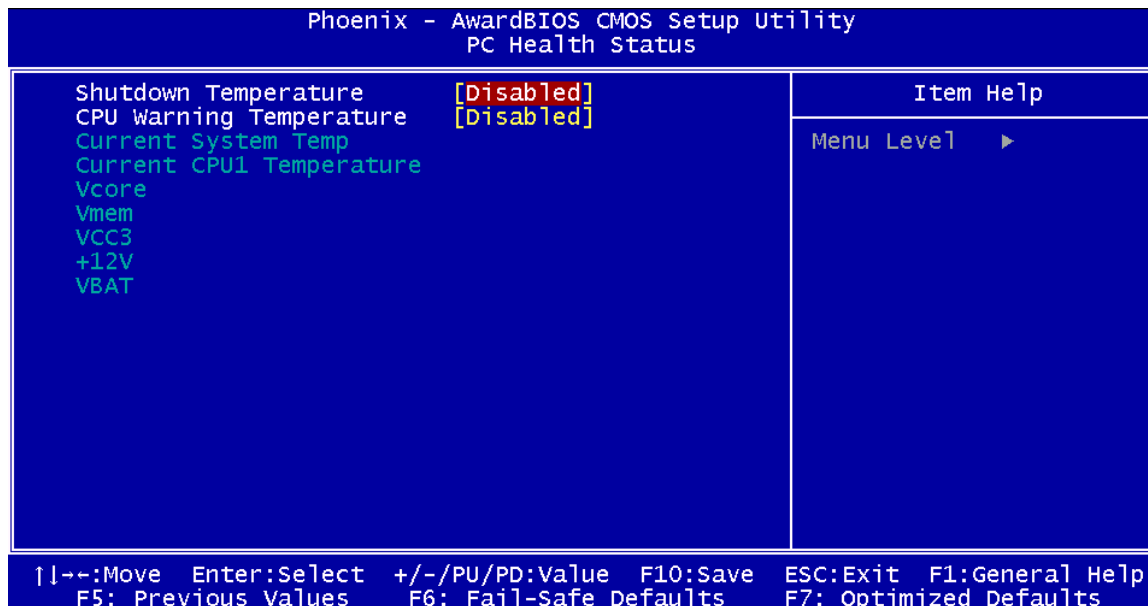 Phoenix - AwardBIOS CMOS Setup Utility
PC Health Status
Shutdown Temperature [Disabled]
CPU Warning Temperature [Disabled]
Current System Temp
Current CPU1 Temperature
Vcore
Vmem
VCC3
+12V
VBAT
Item Help
Menu Level ►
↑↓→←:Move Enter:Select +/-/PU/PD:Value F10:Save ESC:Exit F1:General Help
F5: Previous Values F6: Fail-Safe Defaults F7: Optimized Defaults